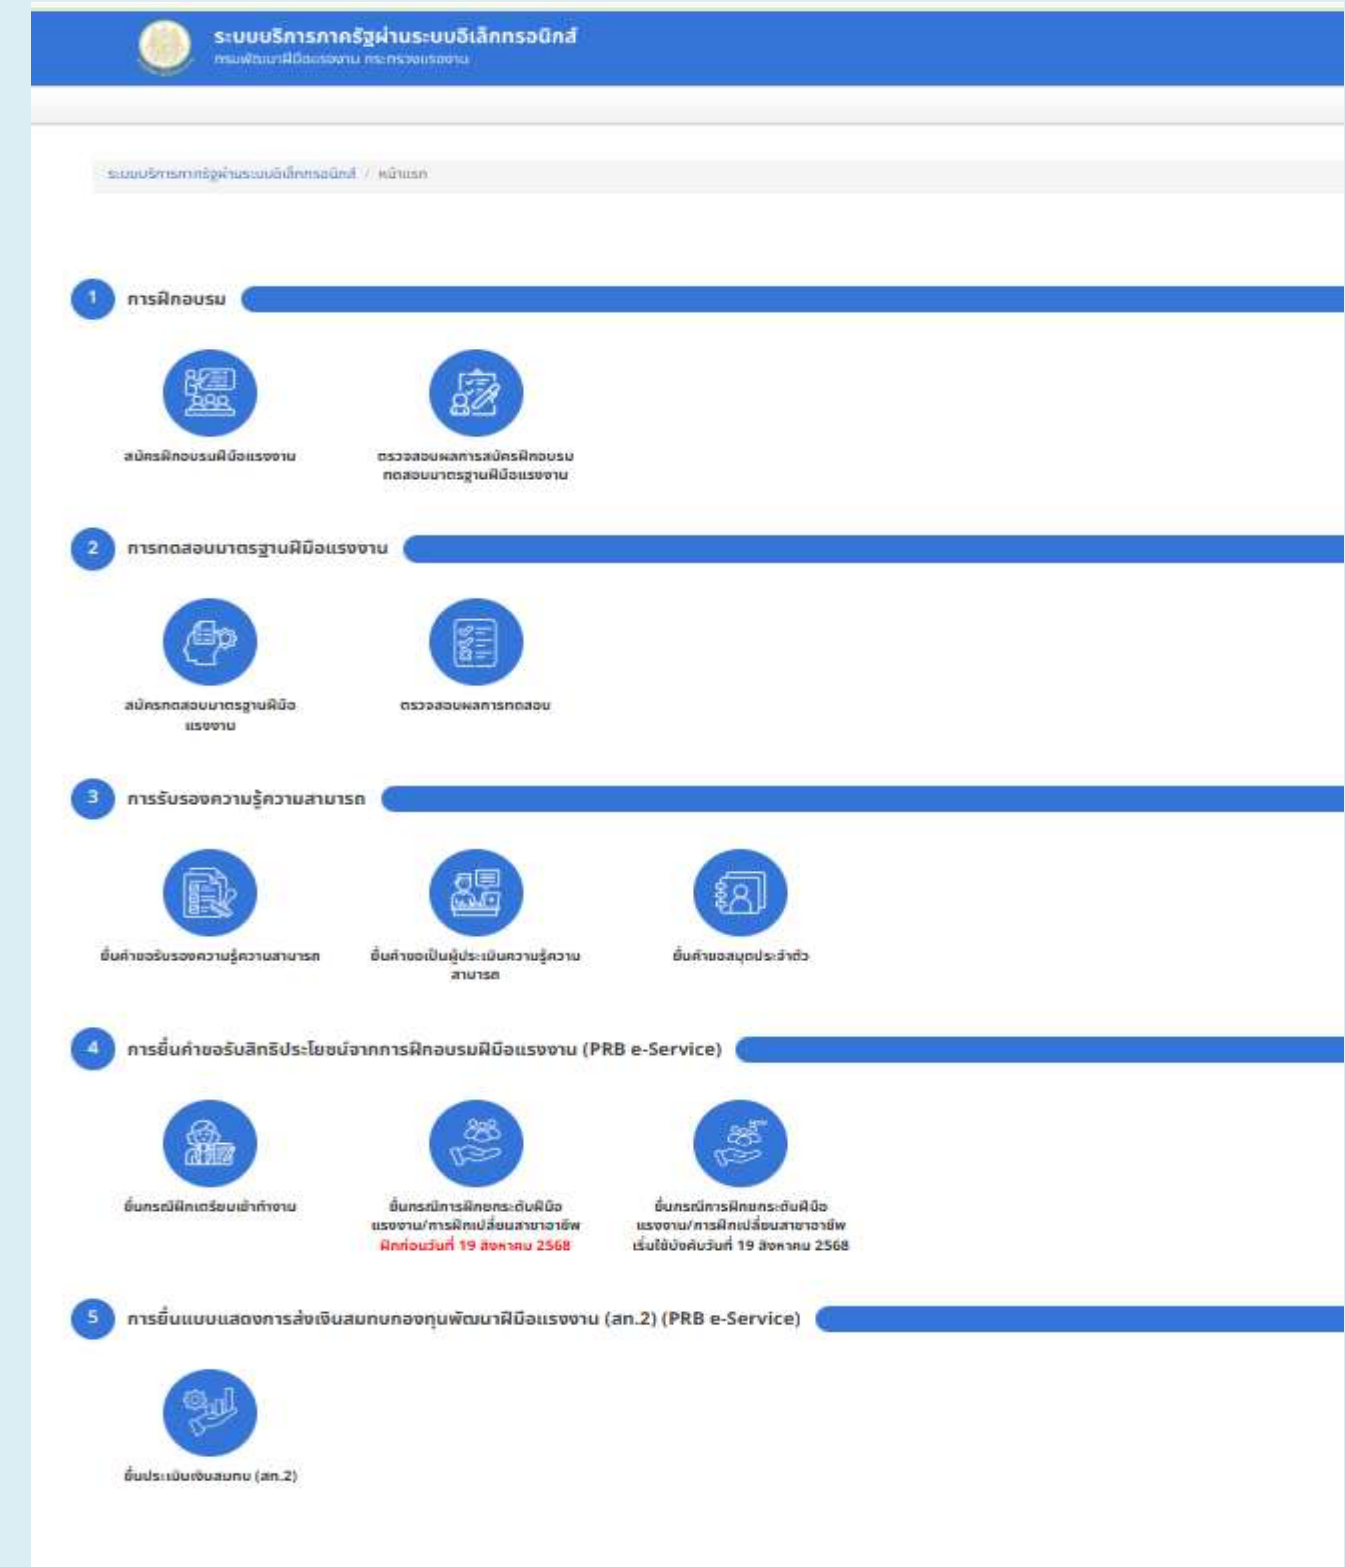 ระบบบริการภาครัฐผ่านระบบอิเล็กทรอนิกส์
กรมพัฒนาฝีมือแรงงาน กระทรวงแรงงาน
ระบบบริการภาครัฐผ่านระบบอิเล็กทรอนิกส์ / หน้าแรก
1 การฝึกอบรม
สมัครฝึกอบรมฝีมือแรงงาน
ตรวจสอบผลการสมัครฝึกอบรม
ทดสอบมาตรฐานฝีมือแรงงาน
2 การทดสอบมาตรฐานฝีมือแรงงาน
สมัครทดสอบมาตรฐานฝีมือ
แรงงาน
ตรวจสอบผลการทดสอบ
3 การรับรองความรู้ความสามารถ
ยื่นคำขอรับรองความรู้ความสามารถ
ยื่นคำขอเป็นผู้ประเมินความรู้ความ
สามารถ
ยื่นคำขอสมุดประจำตัว
4 การยื่นคำขอรับสิทธิประโยชน์จากการฝึกอบรมฝีมือแรงงาน (PRB e-Service)
ยื่นกรณีฝึกเตรียมเข้าทำงาน
ยื่นกรณีการฝึกยกระดับฝีมือ
แรงงาน/การฝึกเปลี่ยนสาขาอาชีพ
ฝึกก่อนวันที่ 19 สิงหาคม 2568
ยื่นกรณีการฝึกยกระดับฝีมือ
แรงงาน/การฝึกเปลี่ยนสาขาอาชีพ
เริ่มใช้บังคับวันที่ 19 สิงหาคม 2568
5 การยื่นแบบแสดงการส่งเงินสมทบกองทุนพัฒนาฝีมือแรงงาน (สท.2) (PRB e-Service)
ยื่นประเมินเงินสมทบ (สท.2)